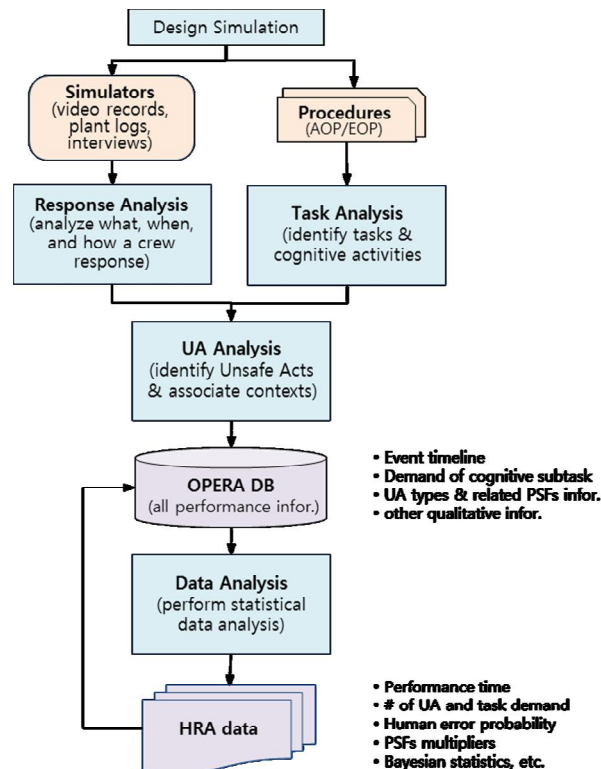 Design Simulation
Simulators
(video records,
plant logs,
interviews)
Procedures
(AOP/EOP)
Response Analysis
(analyze what, when,
and how a crew
response)
Task Analysis
(identify tasks &
cognitive activities
UA Analysis
(identify Unsafe Acts
& associate contexts)
OPERA DB
(all performance infor.)
• Event timeline
• Demand of cognitive subtask
• UA types & related PSFs infor.
• other qualitative infor.
Data Analysis
(perform statistical
data analysis)
HRA data
• Performance time
• # of UA and task demand
• Human error probability
• PSFs multipliers
• Bayesian statistics, etc.